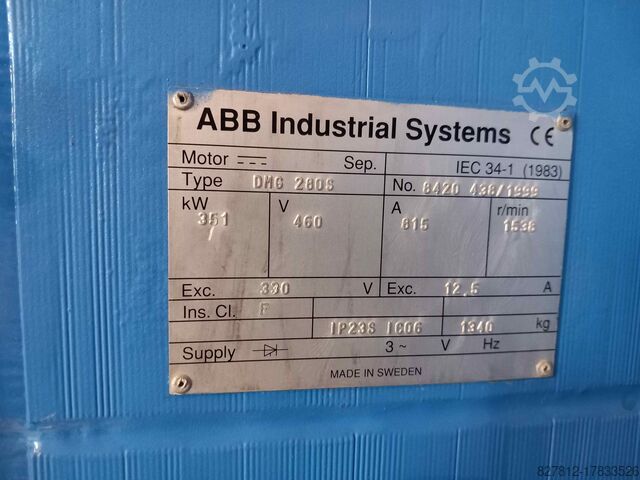 ABB Industrial Systems CE
Motor --- Sep. IEC 34-1 (1983)
Type DMG 280S No. 8420 438/1999
kW V A r/min
351 460 815 1538
/
Exc. 390 V Exc. 12.5 A
Ins. Cl. F
IP23S IC06 1340 kg
Supply 3 ~ V Hz
MADE IN SWEDEN
827812-17833526